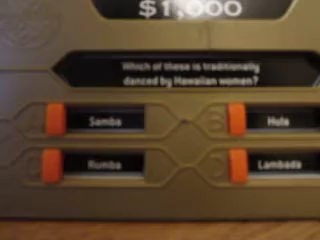 $1,000
Which of these is traditionally
danced by Hawaiian women?
Samba
Hula
Rumba
Lambada